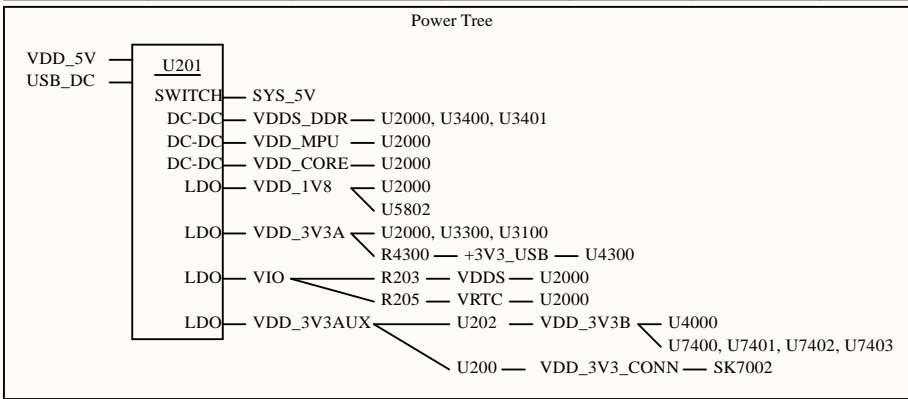 Power Tree
VDD_5V
USB_DC
U201
SWITCH SYS_5V
DC-DC VDDS_DDR U2000, U3400, U3401
DC-DC VDD_MPU U2000
DC-DC VDD_CORE U2000
LDO VDD_1V8 U2000
U5802
LDO VDD_3V3A U2000, U3300, U3100
R4300 +3V3_USB U4300
LDO VIO R203 VDDS U2000
R205 VRTC U2000
LDO VDD_3V3AUX U202 VDD_3V3B U4000
U7400, U7401, U7402, U7403
U200 VDD_3V3_CONN SK7002